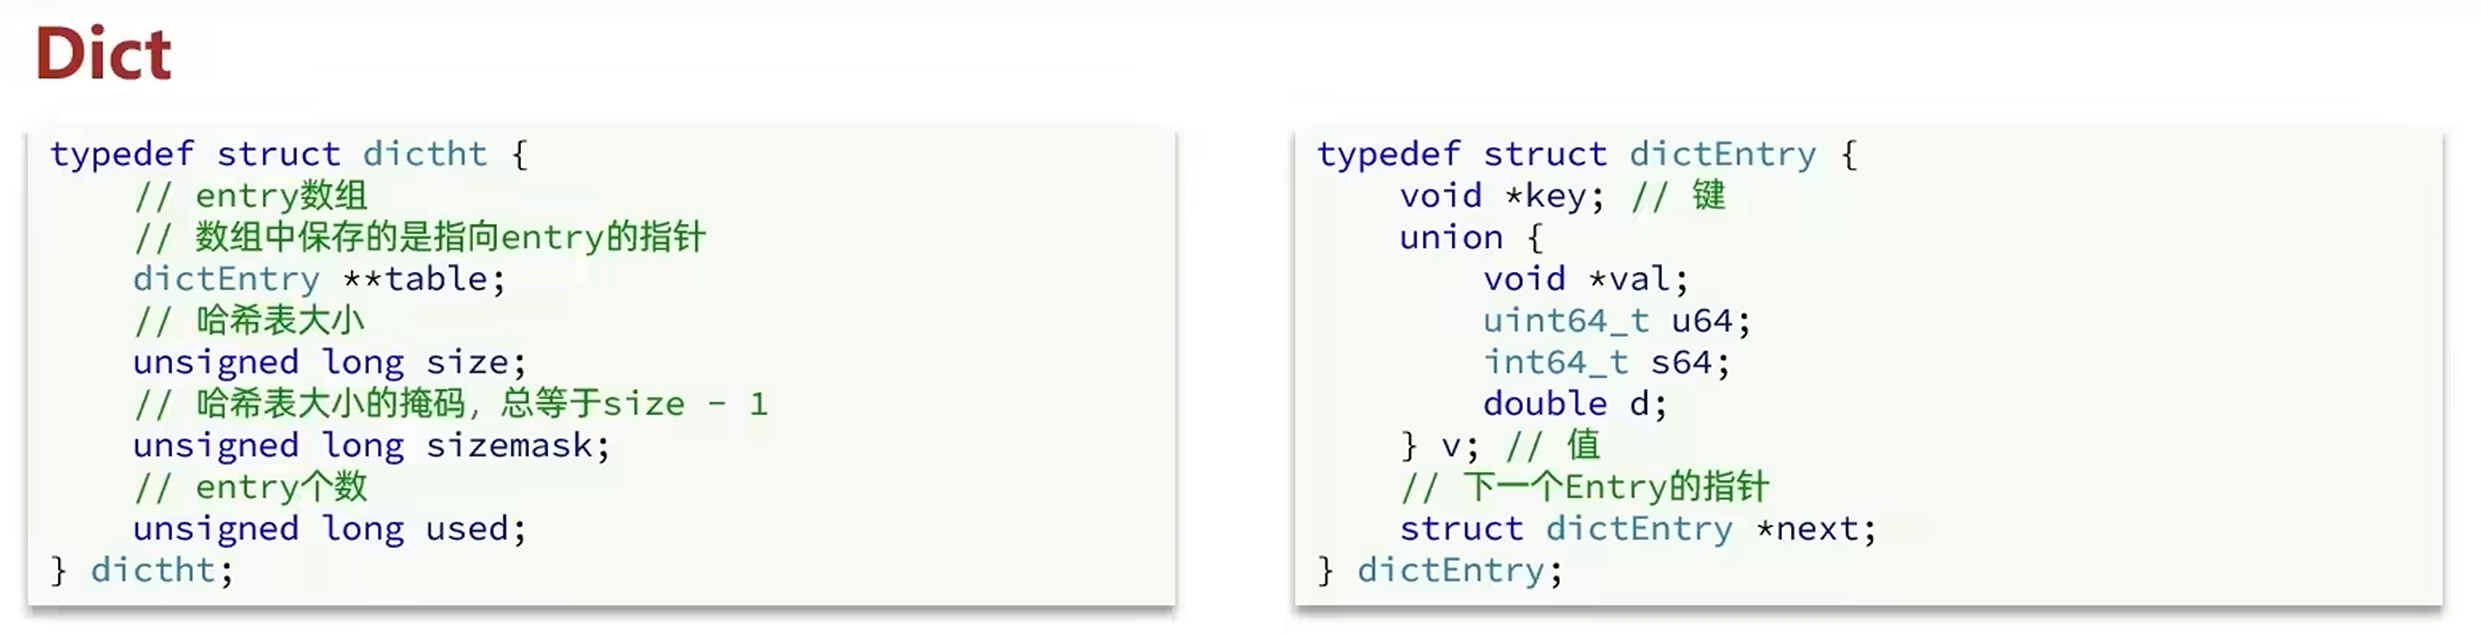 Dict
typedef struct dictht {
    // entry数组
    // 数组中保存的是指向entry的指针
    dictEntry **table;
    // 哈希表大小
    unsigned long size;
    // 哈希表大小的掩码，总等于size - 1
    unsigned long sizemask;
    // entry个数
    unsigned long used;
} dictht;
typedef struct dictEntry {
    void *key; // 键
    union {
        void *val;
        uint64_t u64;
        int64_t s64;
        double d;
    } v; // 值
    // 下一个Entry的指针
    struct dictEntry *next;
} dictEntry;